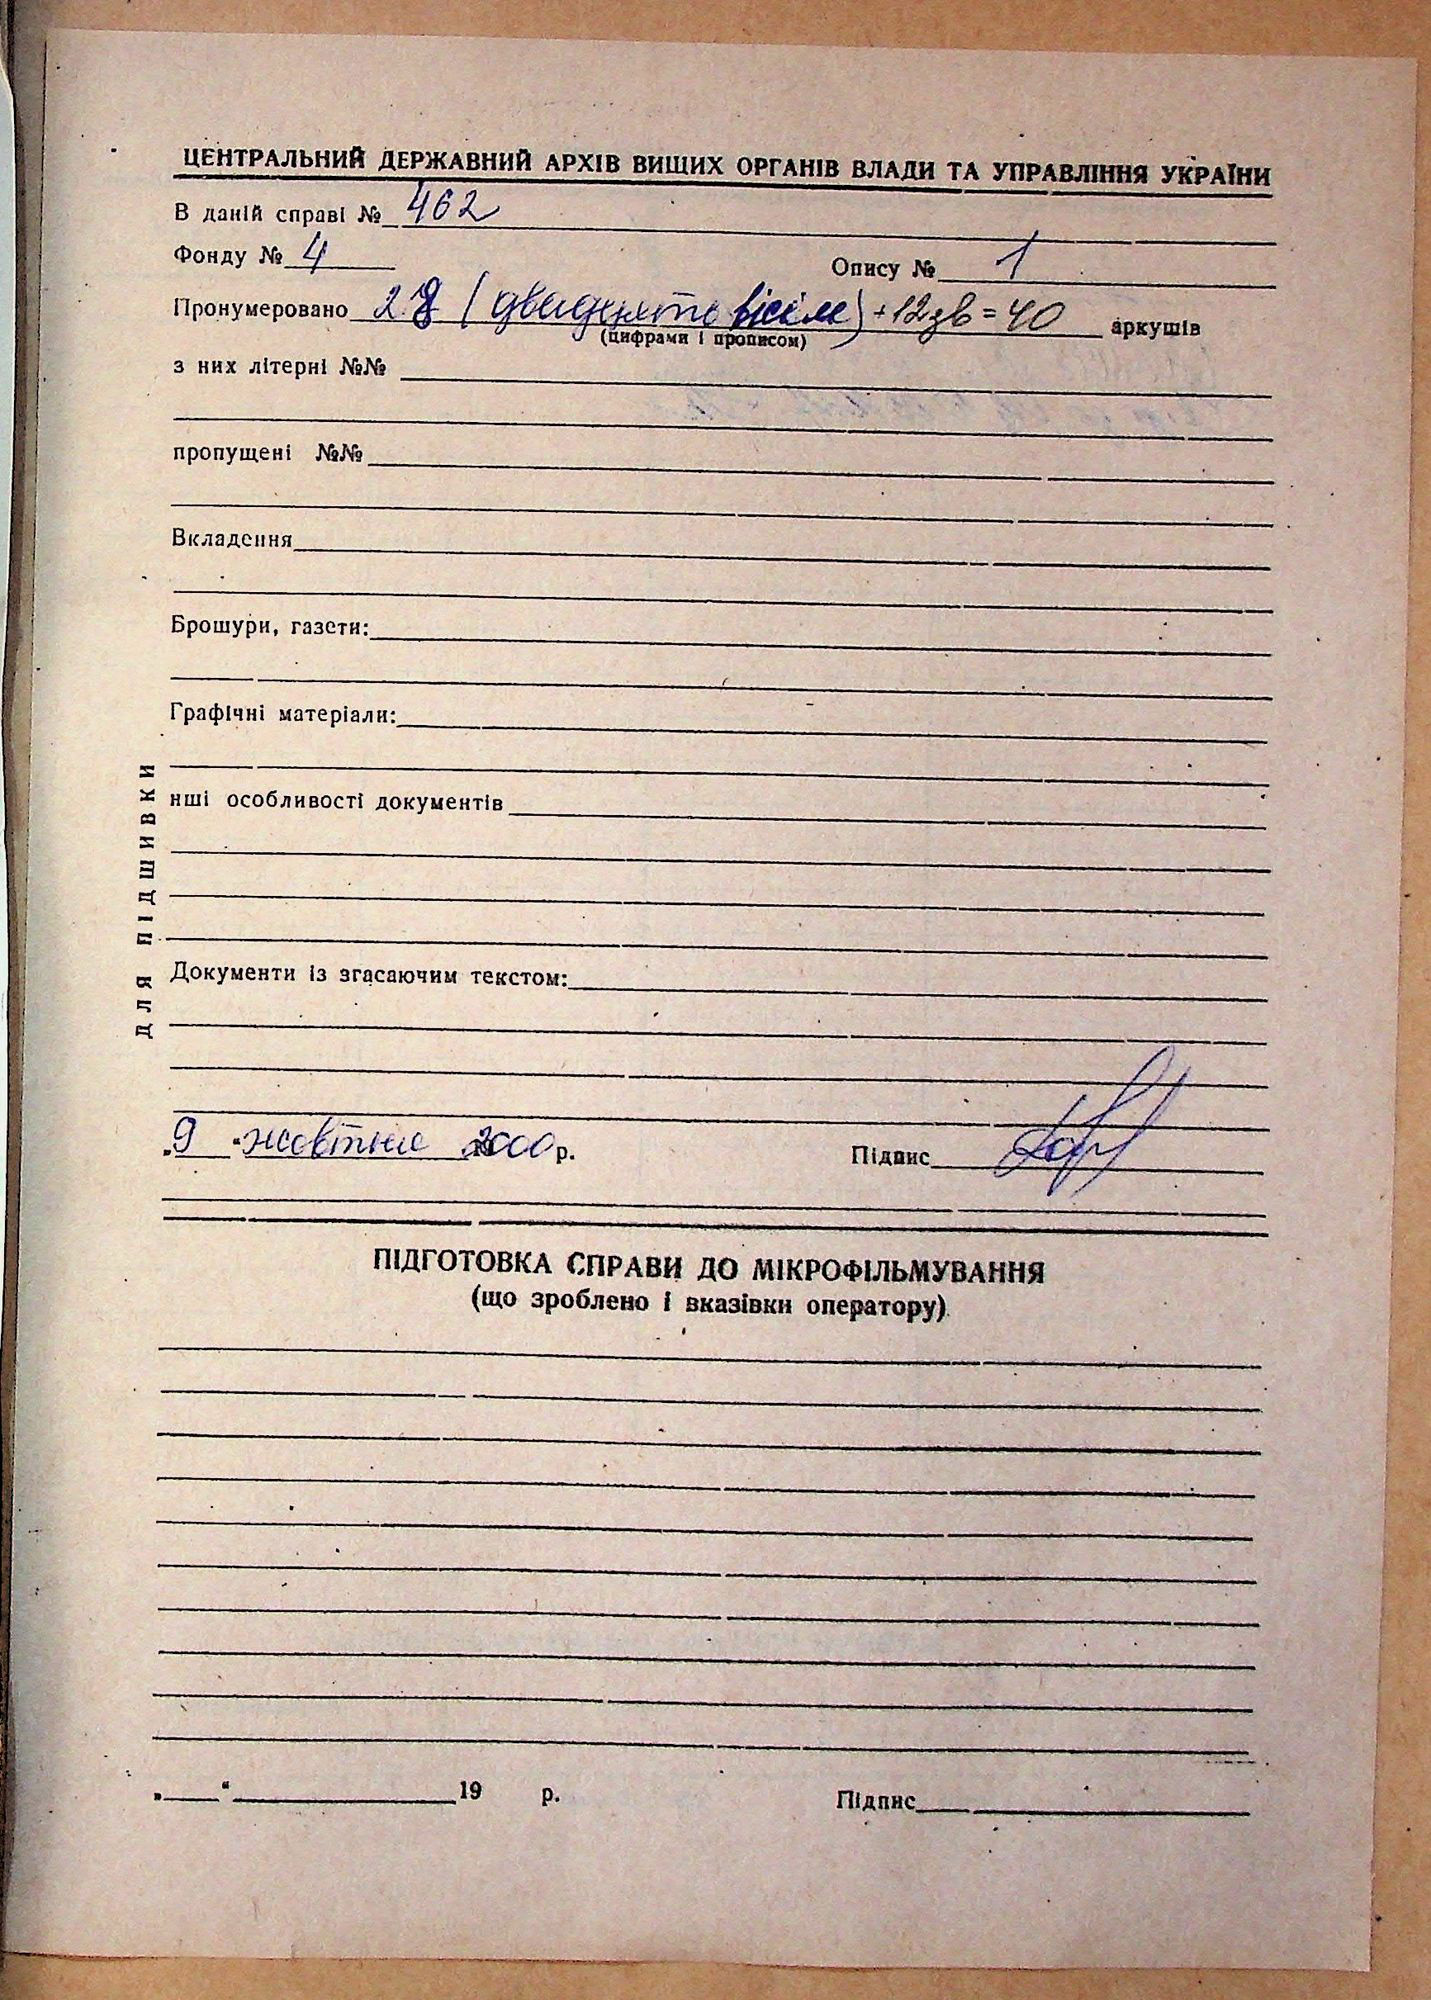 ЦЕНТРАЛЬНИЙ ДЕРЖАВНИЙ АРХІВ ВИЩИХ ОРГАНІВ ВЛАДИ ТА УПРАВЛІННЯ УКРАЇНИ
В даній справі № 462
Фонду № 4 Опису № 1
Пронумеровано 28 (двадцять вісім) + 12 зв = 40 аркушів
(цифрами і прописом)
з них літерні №№
пропущені №№
Вкладення
Брошури, газети:
Графічні матеріали:
нші особливості документів
ДЛЯ ПІДШИВКИ
Документи із згасаючим текстом:
„9 “ жовтня 2000 р. Підпис
ПІДГОТОВКА СПРАВИ ДО МІКРОФІЛЬМУВАННЯ
(що зроблено і вказівки оператору)
„ “ 19 р. Підпис